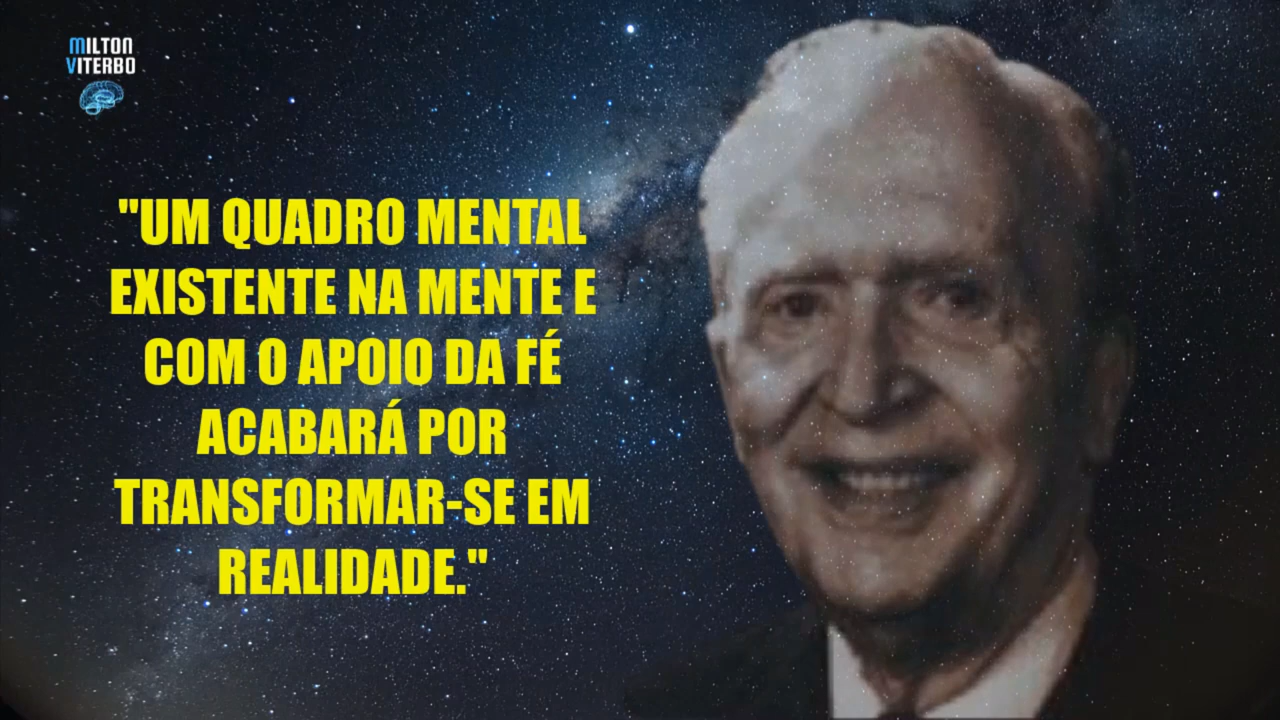 MILTON
VITERBO
"UM QUADRO MENTAL
EXISTENTE NA MENTE E
COM O APOIO DA FÉ
ACABARÁ POR
TRANSFORMAR-SE EM
REALIDADE."